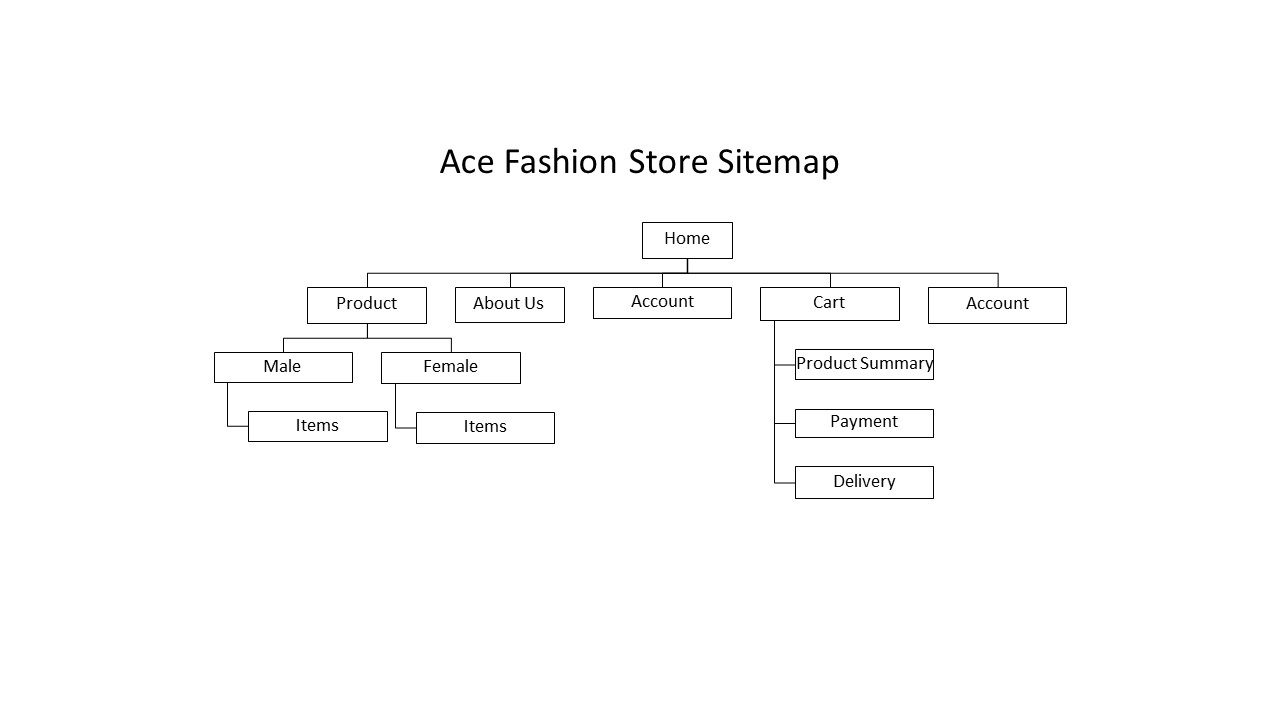 Ace Fashion Store Sitemap
Home
Product
About Us
Account
Cart
Account
Male
Female
Product Summary
Items
Items
Payment
Delivery